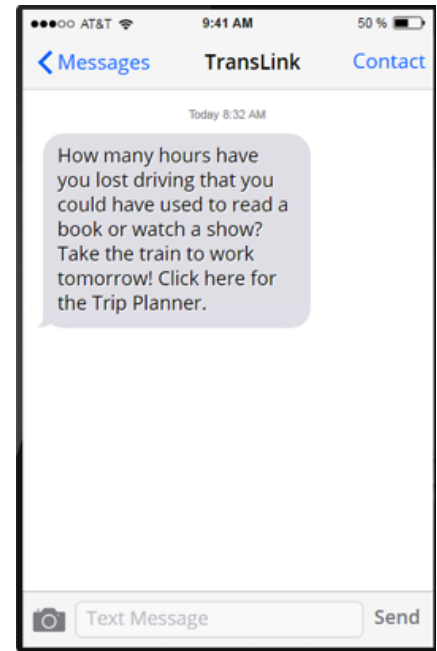 AT&T 9:41 AM 50 %
Messages TransLink Contact
Today 8:32 AM
How many hours have
you lost driving that you
could have used to read a
book or watch a show?
Take the train to work
tomorrow! Click here for
the Trip Planner.
Text Message Send